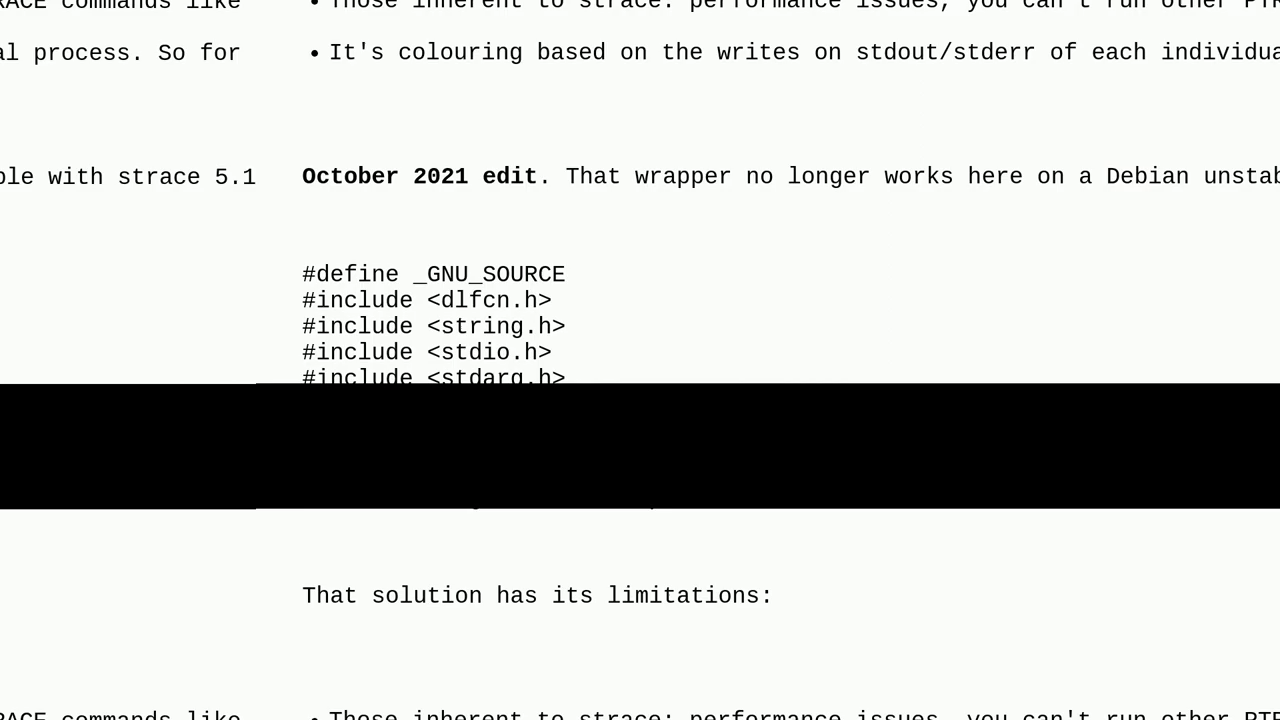 RACE commands like
• Those inherent to strace: performance issues, you can't run other PTR
al process. So for
• It's colouring based on the writes on stdout/stderr of each individua
ble with strace 5.1
October 2021 edit. That wrapper no longer works here on a Debian unstab
#define _GNU_SOURCE
#include <dlfcn.h>
#include <string.h>
#include <stdio.h>
#include <stdarg.h>
That solution has its limitations:
RACE commands like
• Those inherent to strace: performance issues, you can't run other PTR